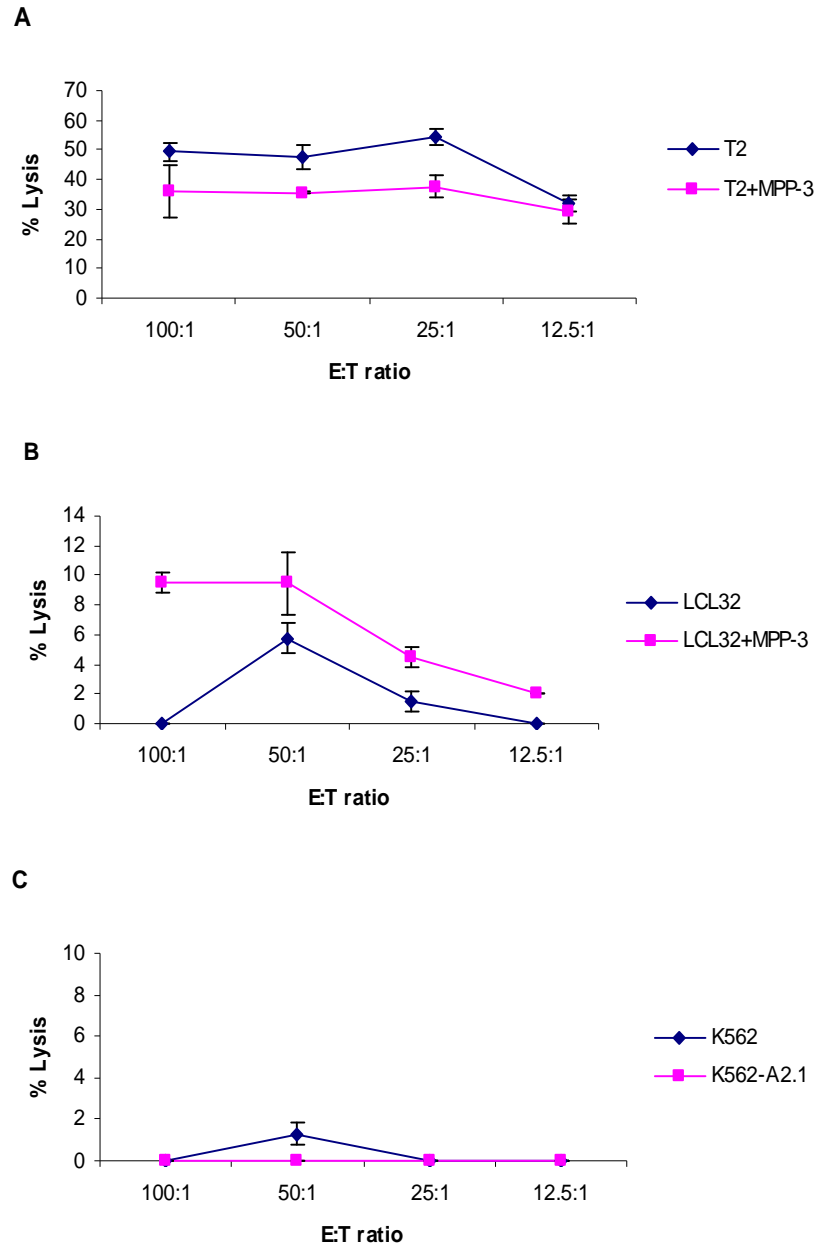 A
70
60
50
40
30
20
10
0
% Lysis
100:1 50:1 25:1 12.5:1
E:T ratio
T2
T2+MPP-3
B
14
12
10
8
6
4
2
0
% Lysis
100:1 50:1 25:1 12.5:1
E:T ratio
LCL32
LCL32+MPP-3
C
10
8
6
4
2
0
% Lysis
100:1 50:1 25:1 12.5:1
E:T ratio
K562
K562-A2.1